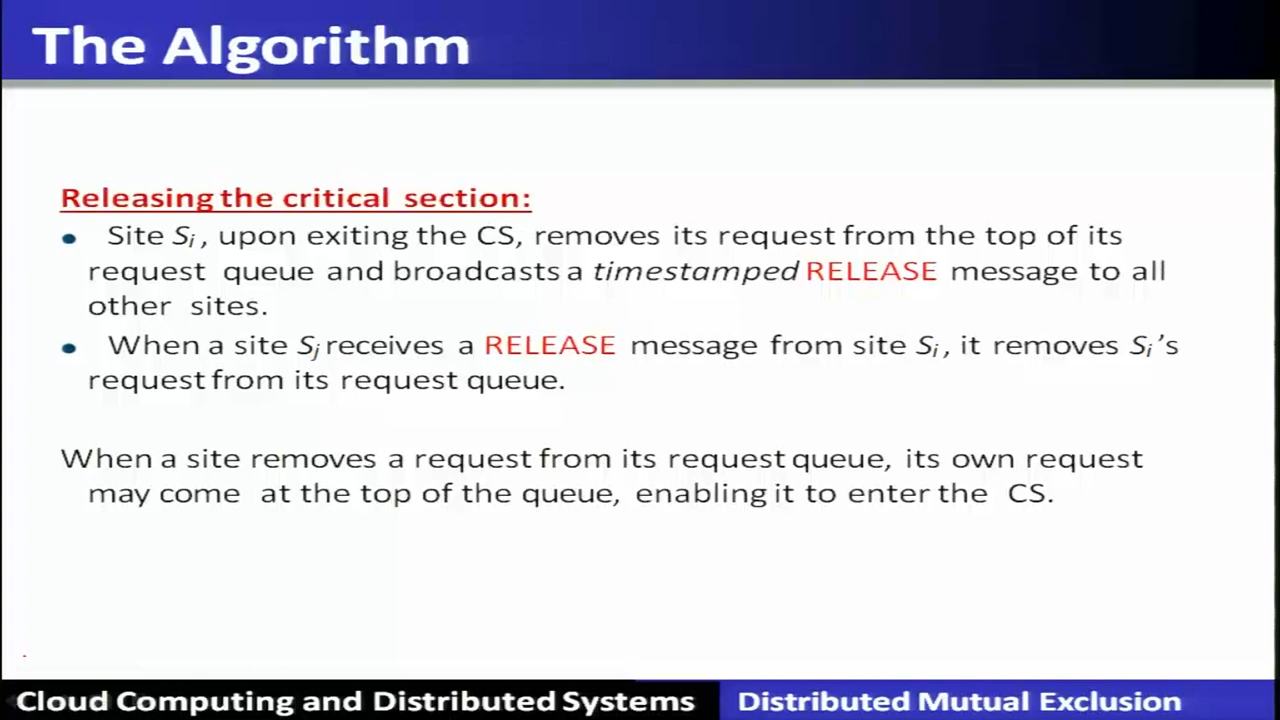 The Algorithm
Releasing the critical section:
• Site Si , upon exiting the CS, removes its request from the top of its
request queue and broadcasts a timestamped RELEASE message to all
other sites.
• When a site Sj receives a RELEASE message from site Si , it removes Si ’s
request from its request queue.
When a site removes a request from its request queue, its own request
may come at the top of the queue, enabling it to enter the CS.
Cloud Computing and Distributed Systems
Distributed Mutual Exclusion